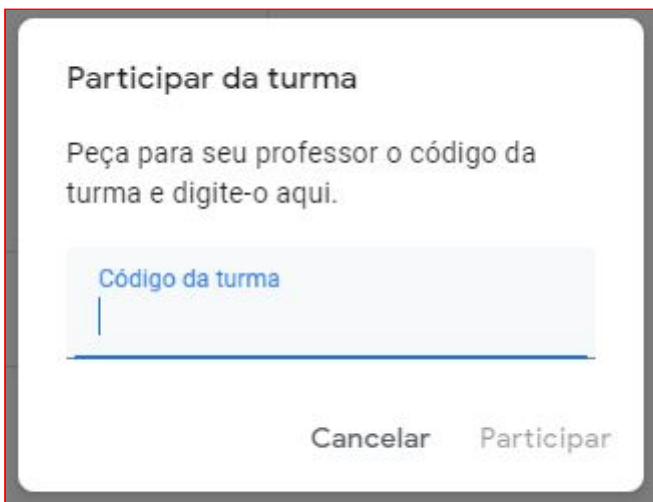 Participar da turma
Peça para seu professor o código da
turma e digite-o aqui.
Código da turma
Cancelar Participar